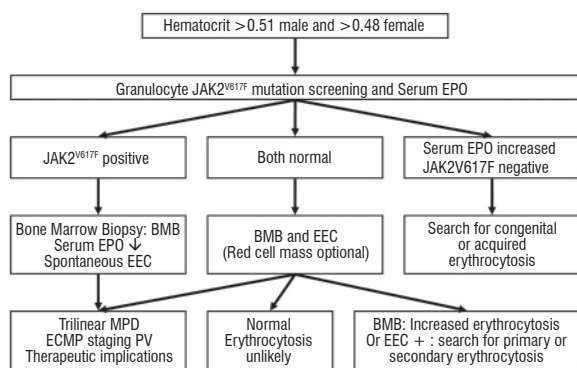 Hematocrit >0.51 male and >0.48 female
Granulocyte JAK2V617F mutation screening and Serum EPO
JAK2V617F positive
Both normal
Serum EPO increased
JAK2V617F negative
Bone Marrow Biopsy: BMB
Serum EPO ↓
Spontaneous EEC
BMB and EEC
(Red cell mass optional)
Search for congenital
or acquired
erythrocytosis
Trilinear MPD
ECMP staging PV
Therapeutic implications
Normal
Erythrocytosis
unlikely
BMB: Increased erythrocytosis
Or EEC + : search for primary or
secondary erythrocytosis